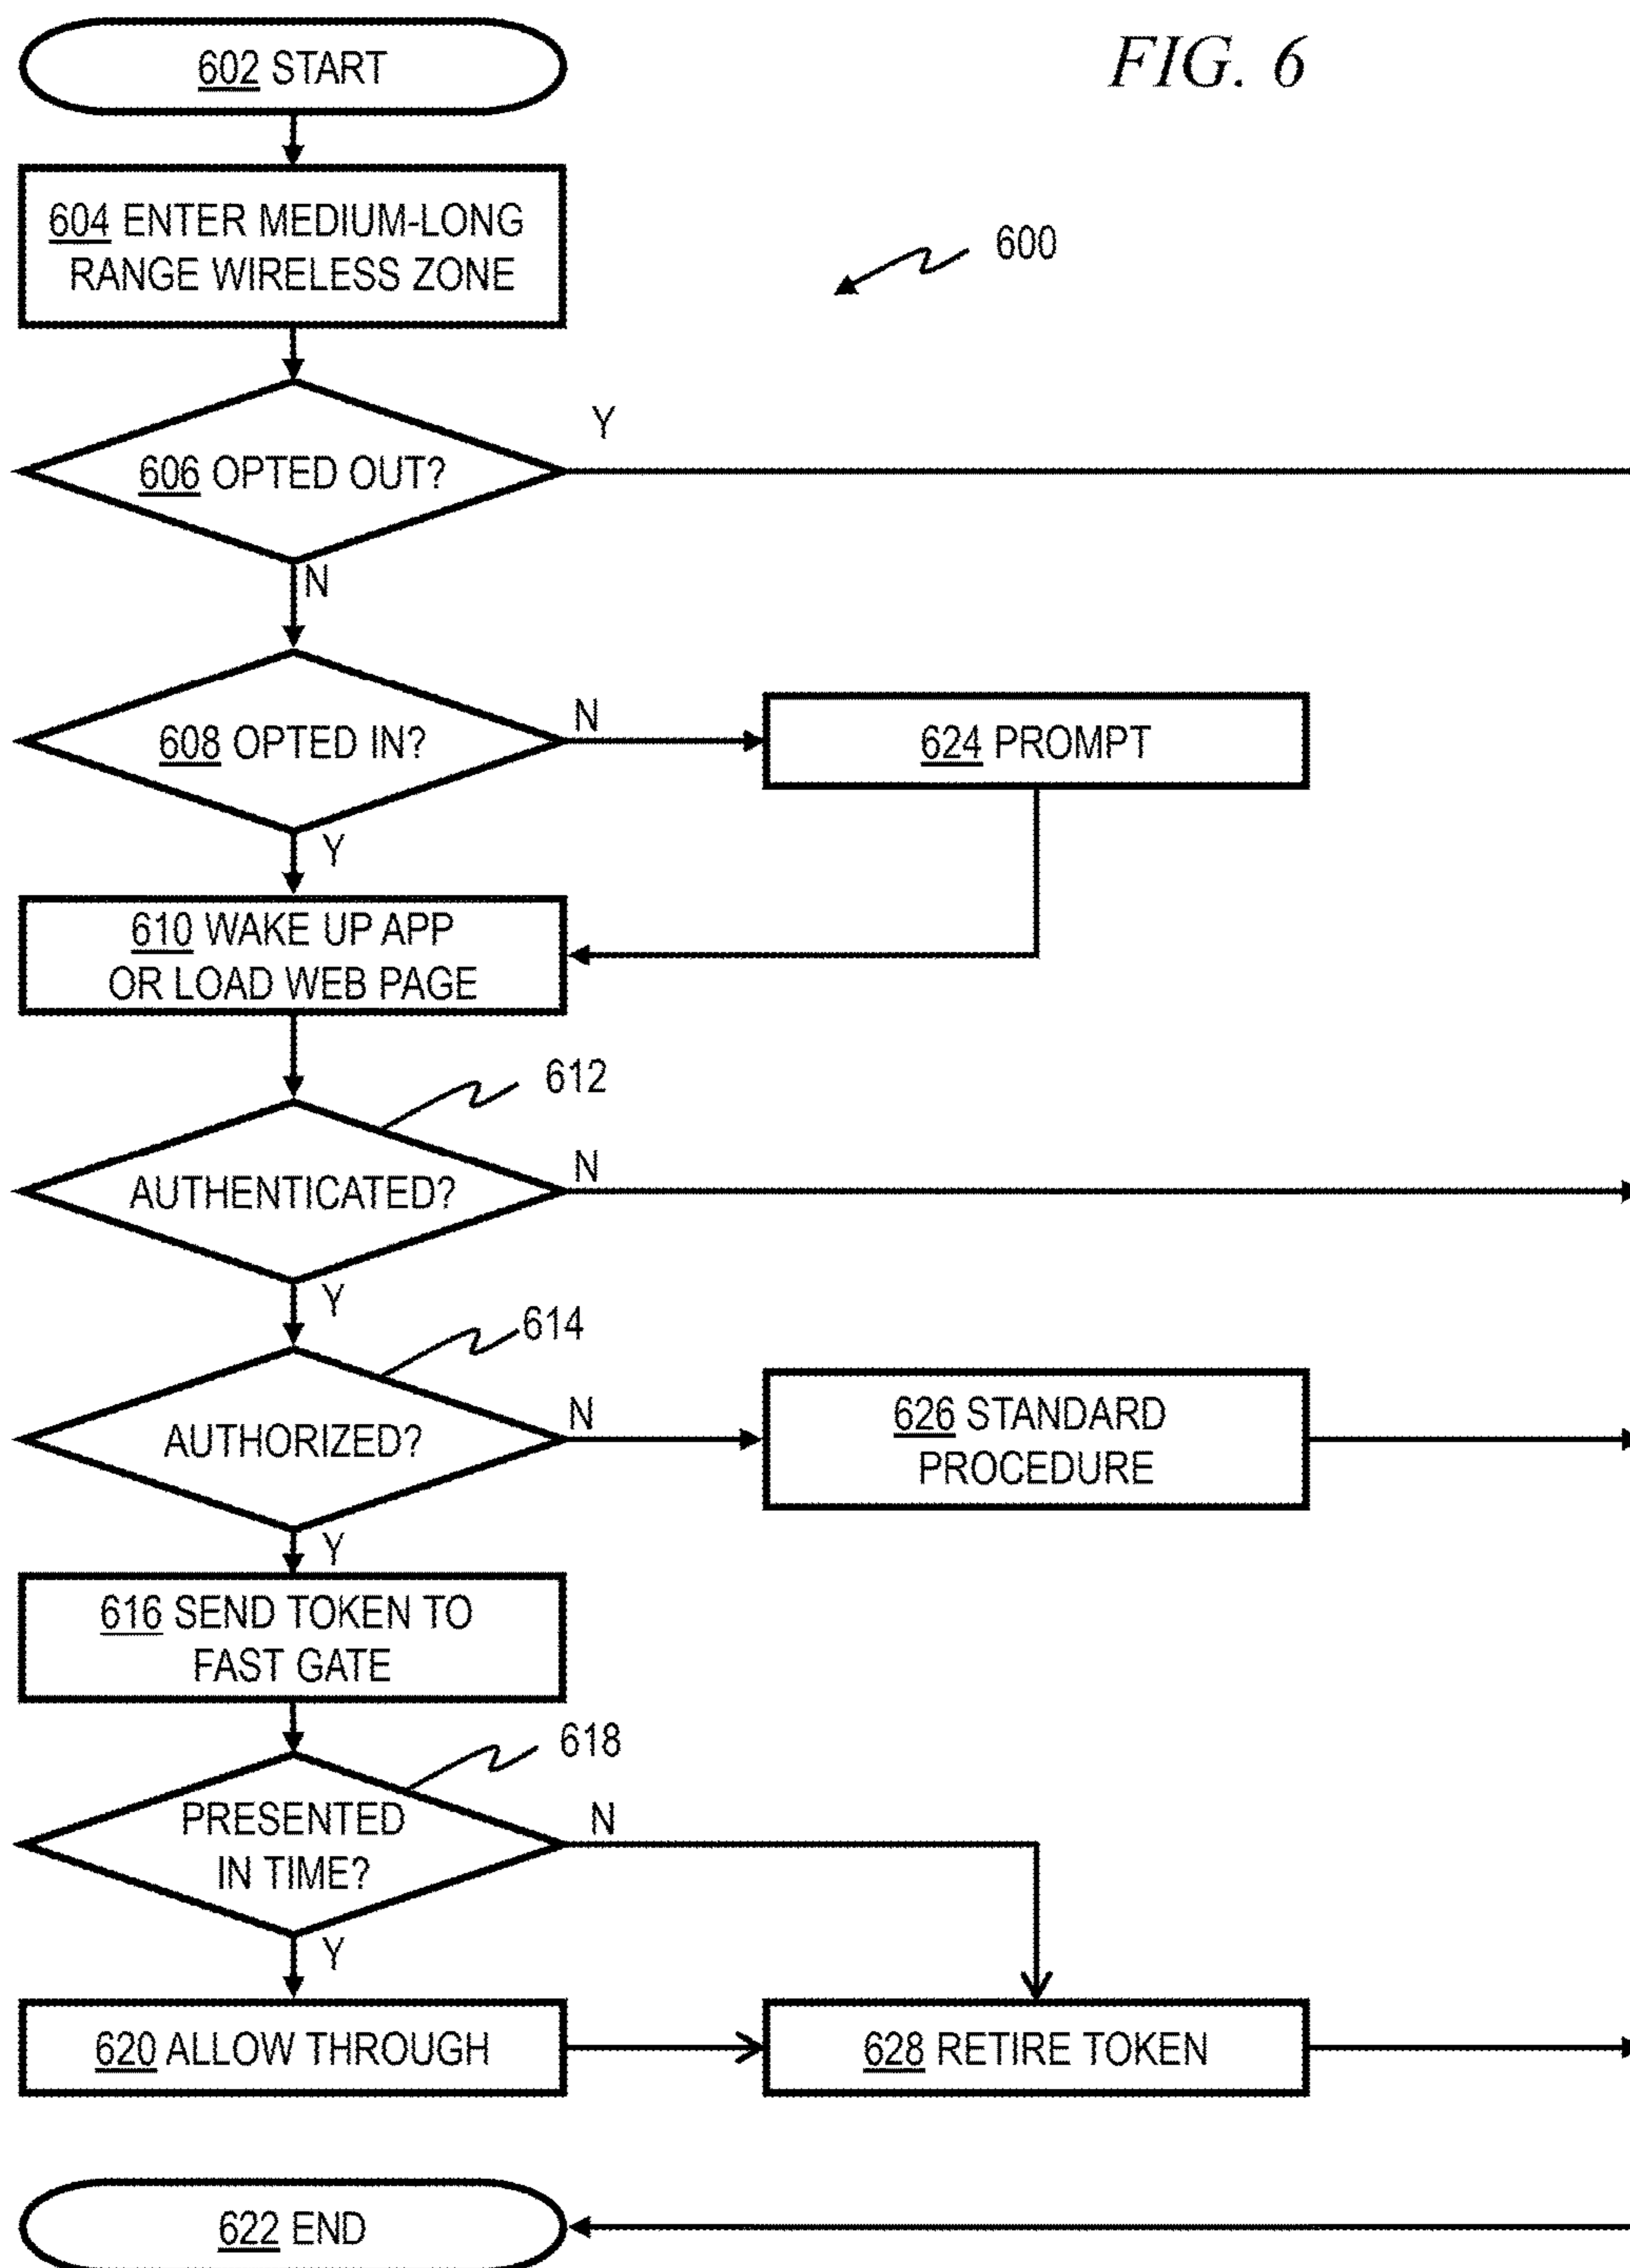 FIG. 6
602 START
604 ENTER MEDIUM-LONG
RANGE WIRELESS ZONE
600
Y
606 OPTED OUT?
N
608 OPTED IN?
N
624 PROMPT
Y
610 WAKE UP APP
OR LOAD WEB PAGE
612
AUTHENTICATED?
N
Y
614
AUTHORIZED?
N
626 STANDARD
PROCEDURE
Y
616 SEND TOKEN TO
FAST GATE
618
PRESENTED
IN TIME?
N
Y
620 ALLOW THROUGH
628 RETIRE TOKEN
622 END